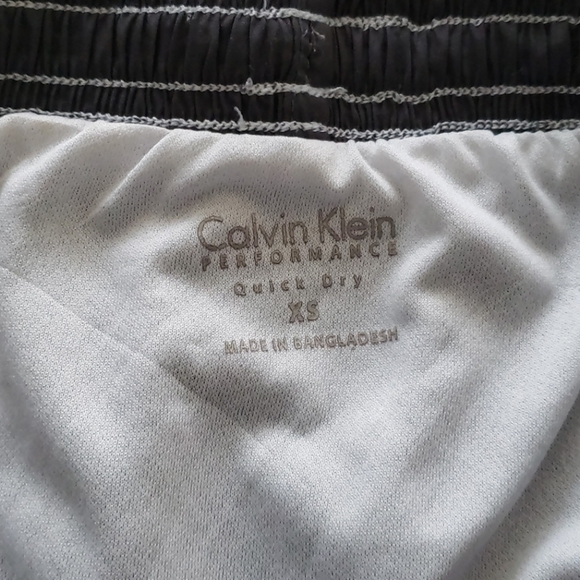 Calvin Klein
PERFORMANCE
Quick Dry
XS
MADE IN BANGLADESH